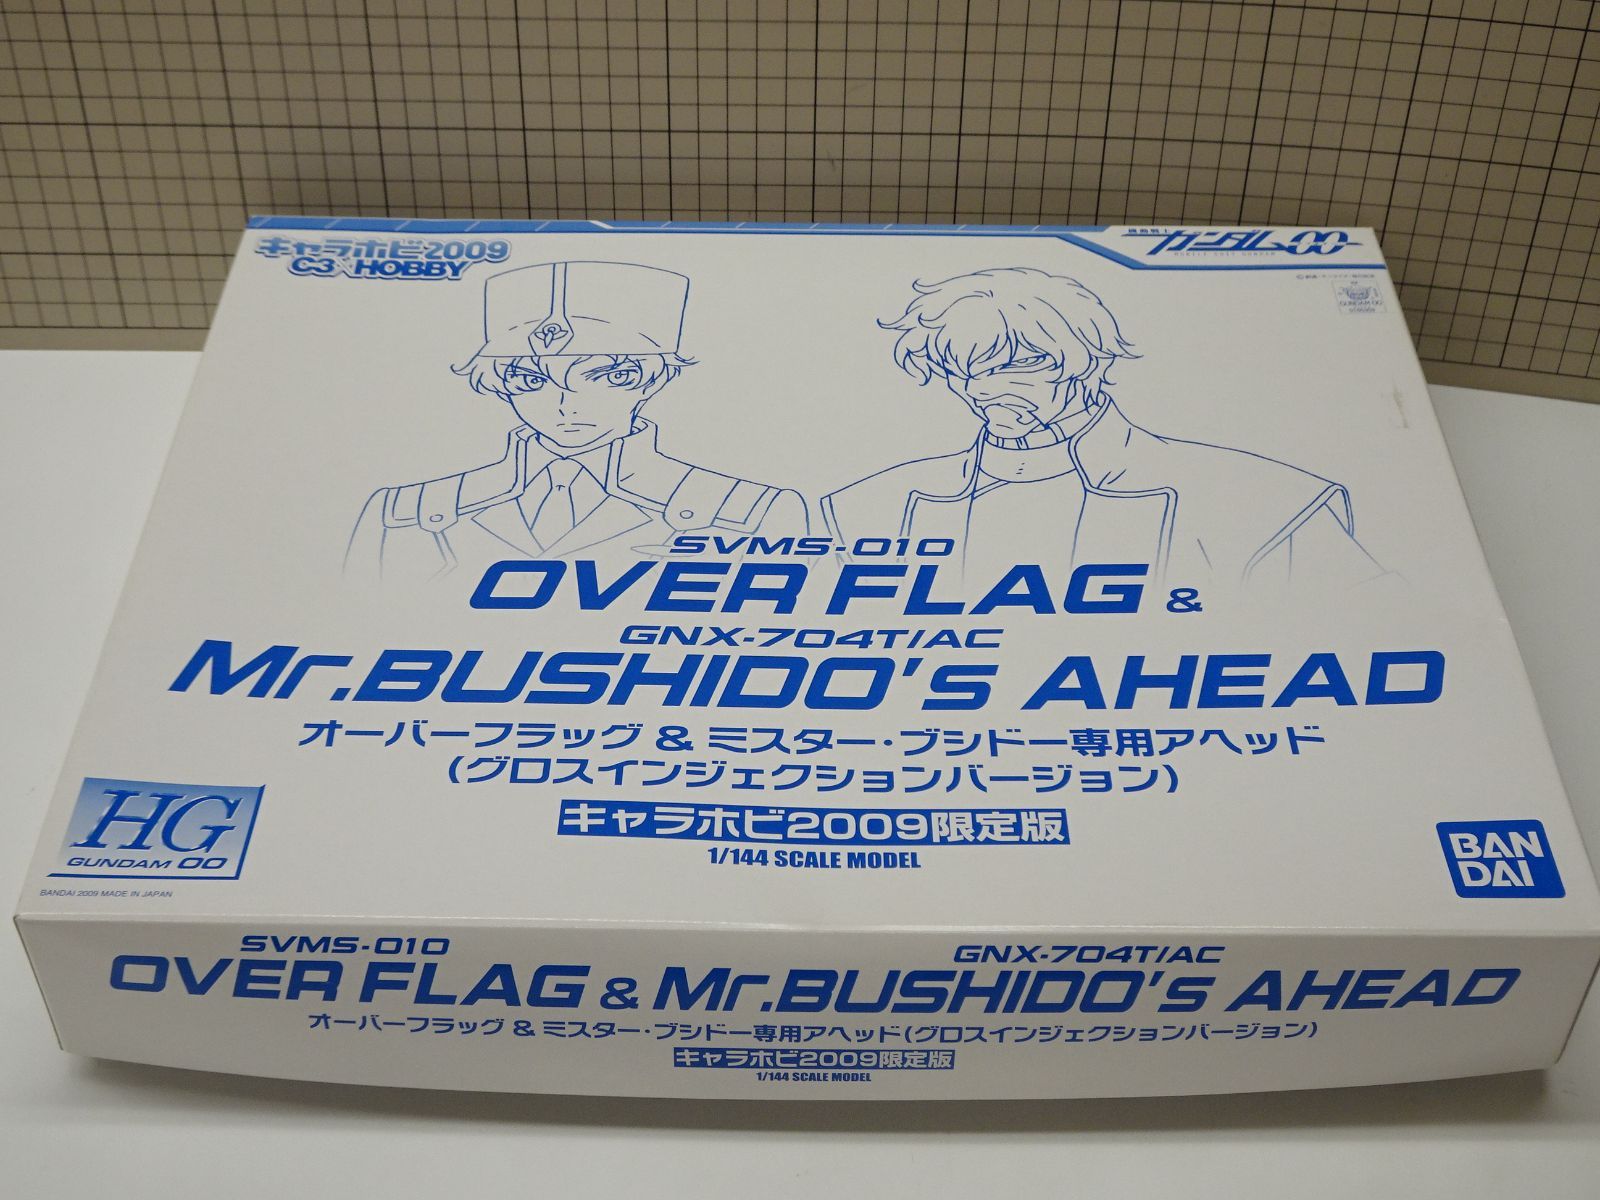 キャラホビ2009
C3×HOBBY
機動戦士
ガンダム00
MOBILE SUIT GUNDAM
GUNDAM 00
SVMS-010
OVER FLAG &
GNX-704T/AC
Mr.BUSHIDO's AHEAD
オーバーフラッグ & ミスター・ブシドー専用アヘッド
(グロスインジェクションバージョン)
キャラホビ2009限定版
1/144 SCALE MODEL
HG
GUNDAM 00
BANDAI 2009 MADE IN JAPAN
BAN
DAI
SVMS-010
OVER FLAG &
GNX-704T/AC
Mr.BUSHIDO's AHEAD
オーバーフラッグ & ミスター・ブシドー専用アヘッド(グロスインジェクションバージョン)
キャラホビ2009限定版
1/144 SCALE MODEL